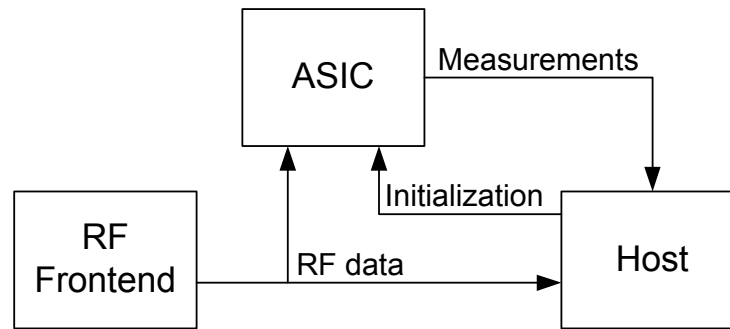 ASIC
Measurements
Initialization
RF
Frontend
RF data
Host